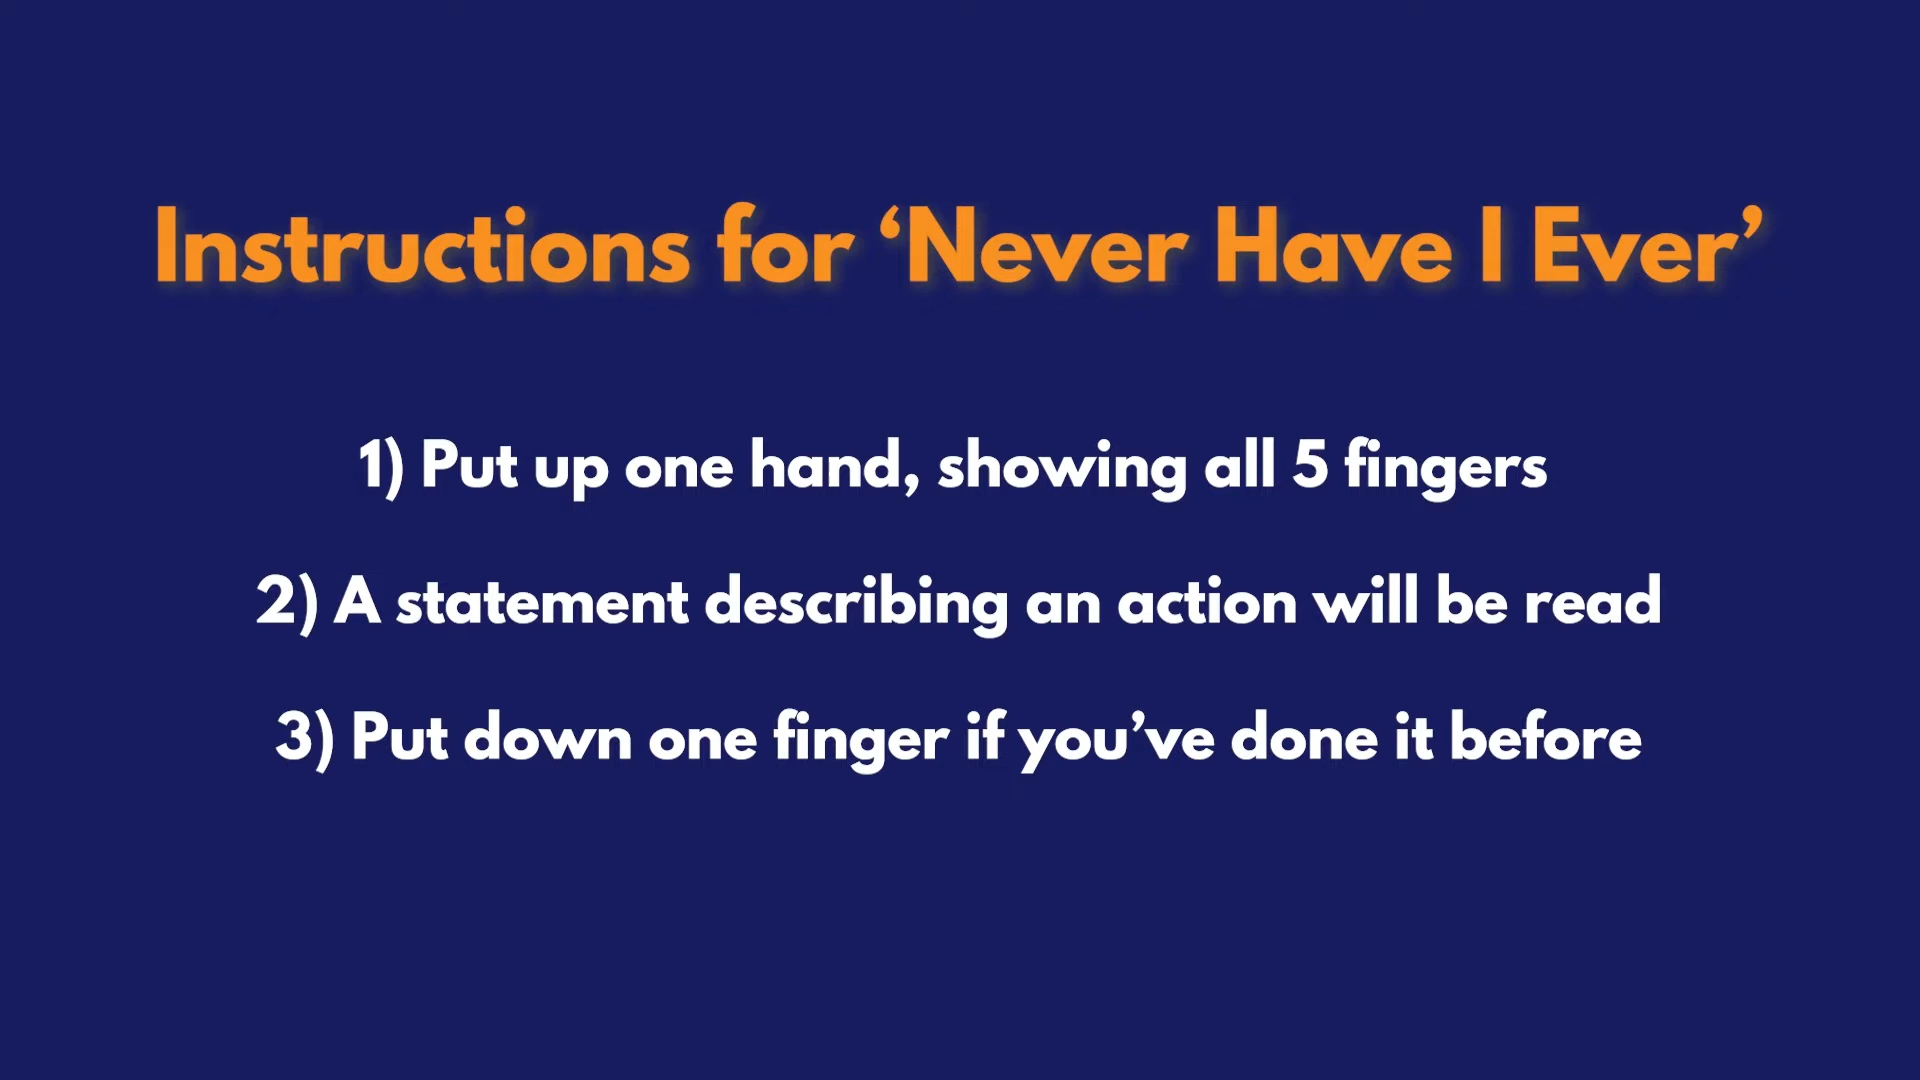 Instructions for ‘Never Have I Ever’
1) Put up one hand, showing all 5 fingers
2) A statement describing an action will be read
3) Put down one finger if you’ve done it before